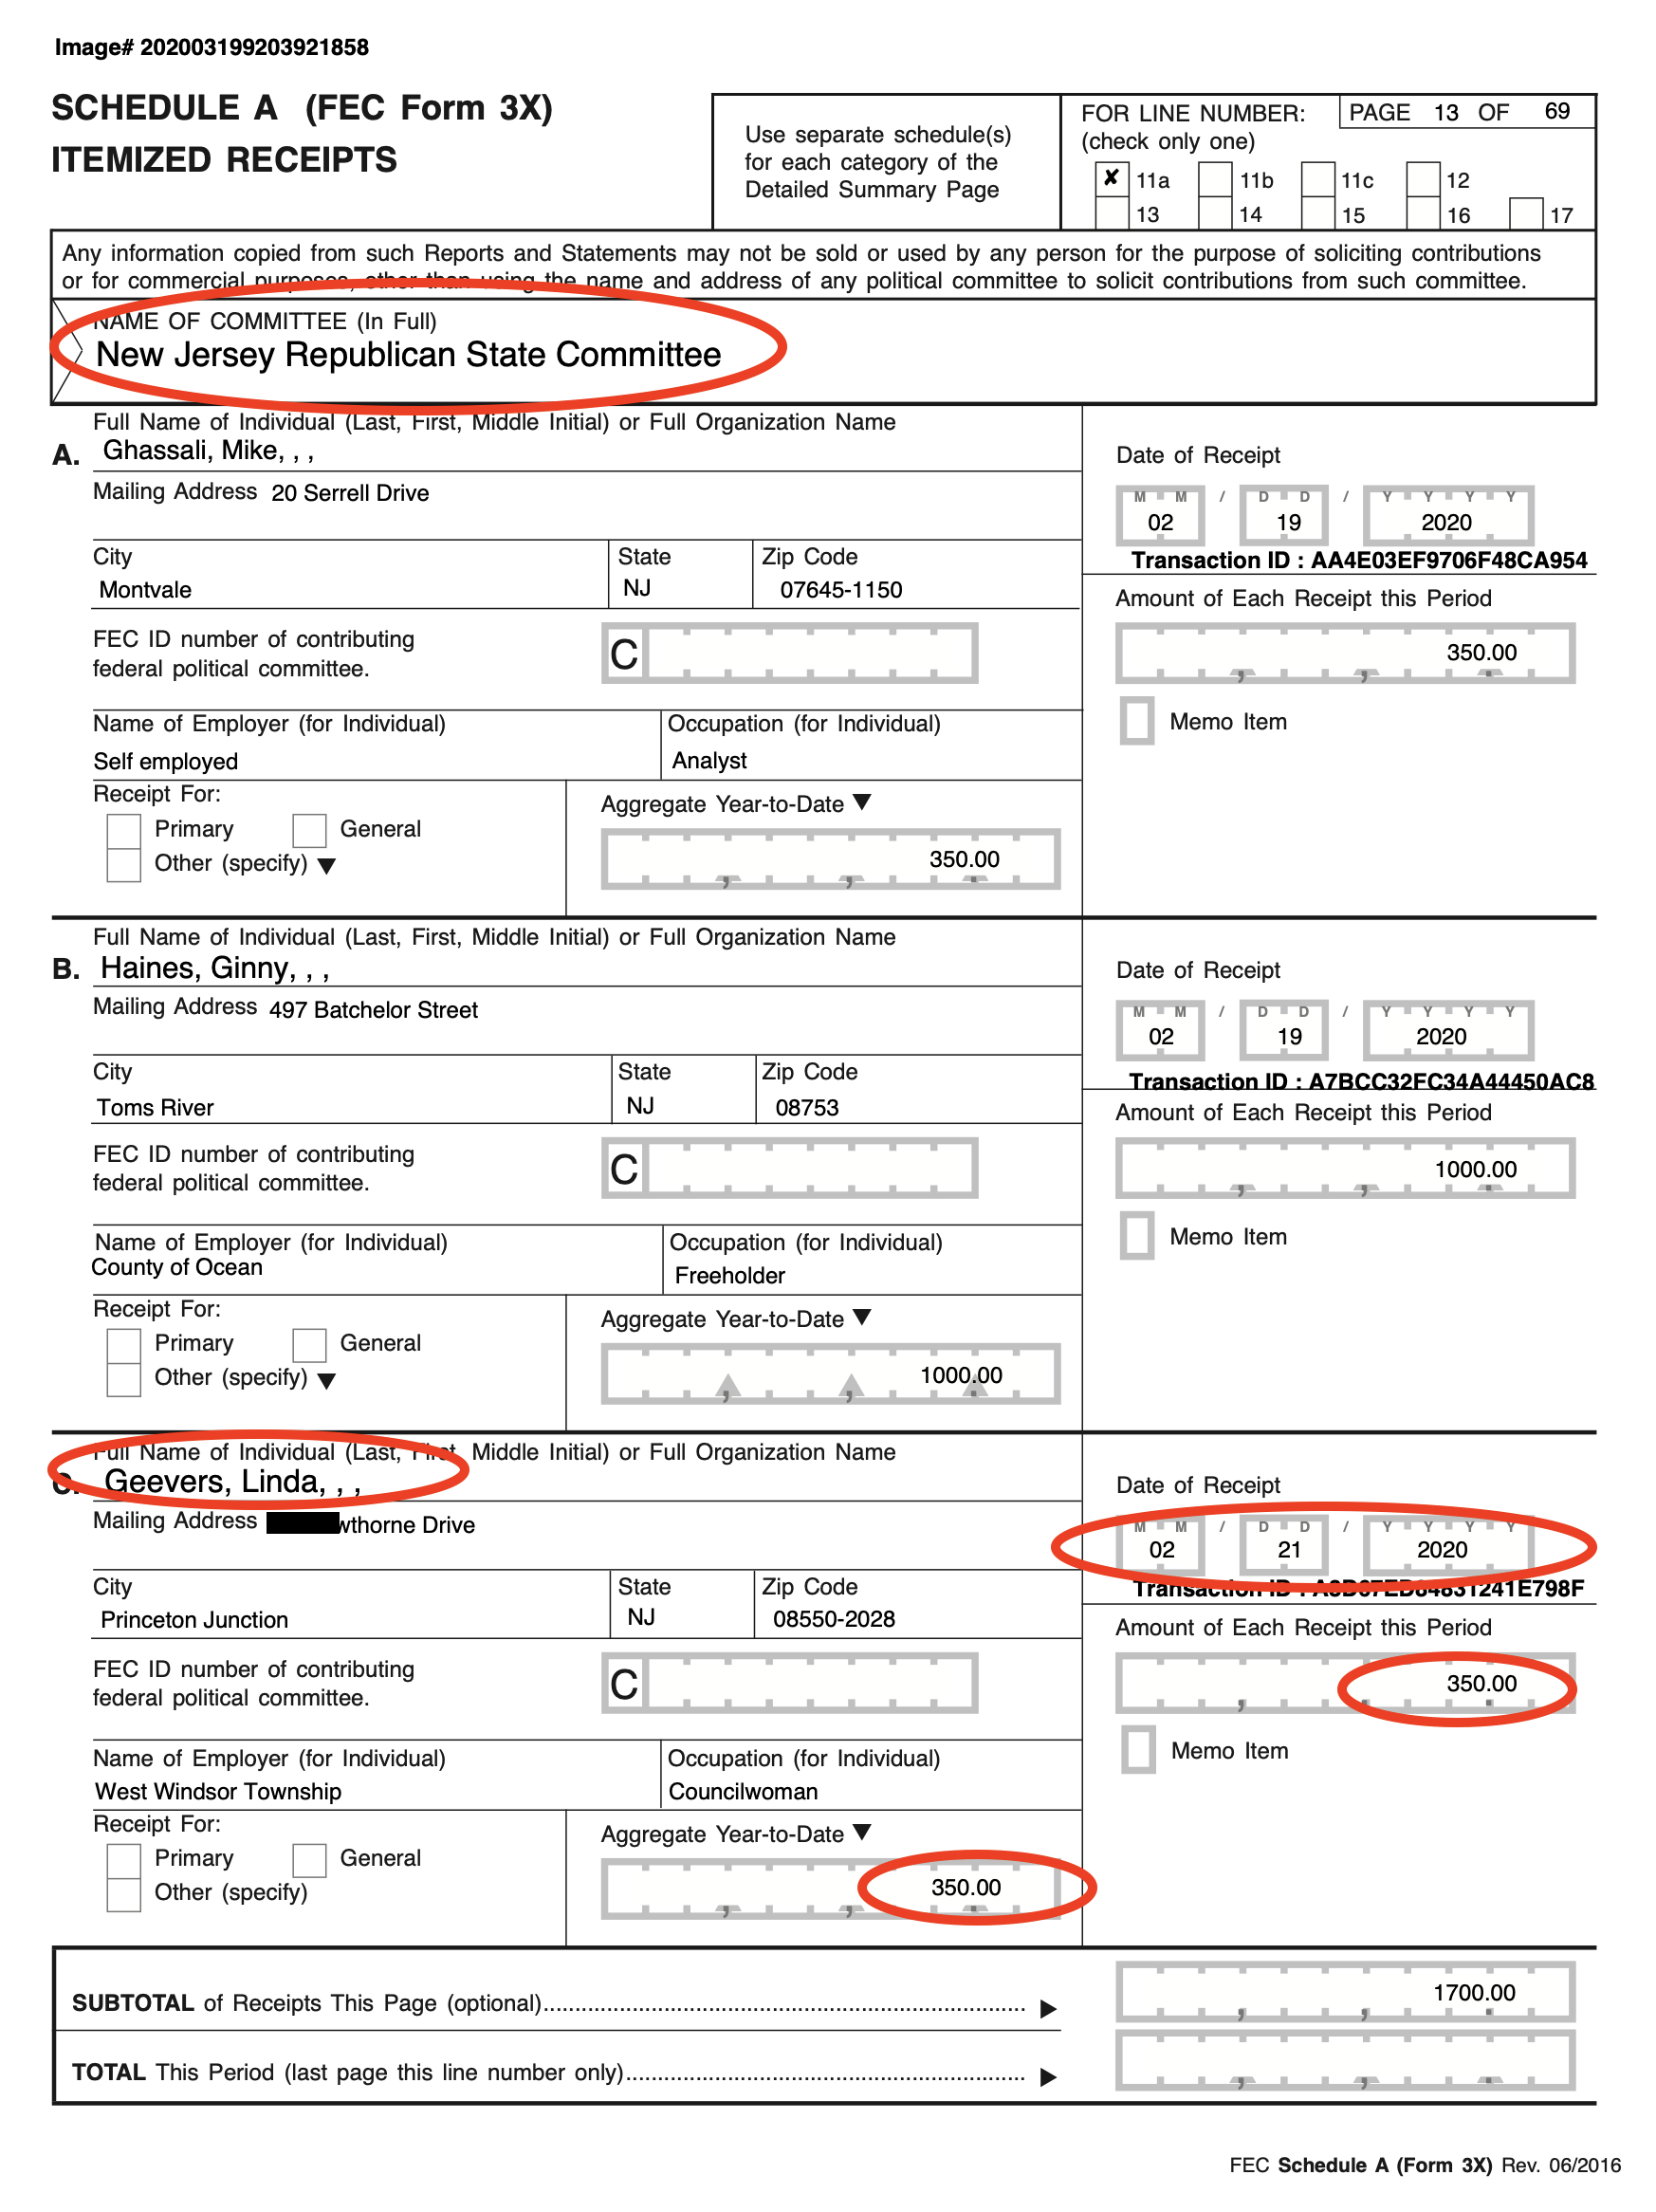 Image# 202003199203921858
SCHEDULE A (FEC Form 3X)
ITEMIZED RECEIPTS
Use separate schedule(s)
for each category of the
Detailed Summary Page
FOR LINE NUMBER:
(check only one)
PAGE 13 OF 69
✘ 11a 11b 11c 12
13 14 15 16 17
Any information copied from such Reports and Statements may not be sold or used by any person for the purpose of soliciting contributions
or for commercial purposes, other than using the name and address of any political committee to solicit contributions from such committee.
NAME OF COMMITTEE (In Full)
New Jersey Republican State Committee
Full Name of Individual (Last, First, Middle Initial) or Full Organization Name
A. Ghassali, Mike, , ,
Mailing Address 20 Serrell Drive
City State Zip Code
Montvale NJ 07645-1150
FEC ID number of contributing
federal political committee.
C
Name of Employer (for Individual) Occupation (for Individual)
Self employed Analyst
Receipt For:
Primary General
Other (specify) ▼
Aggregate Year-to-Date ▼
350.00
Date of Receipt
M M / D D / Y Y Y Y
02 19 2020
Transaction ID : AA4E03EF9706F48CA954
Amount of Each Receipt this Period
350.00
Memo Item
Full Name of Individual (Last, First, Middle Initial) or Full Organization Name
B. Haines, Ginny, , ,
Mailing Address 497 Batchelor Street
City State Zip Code
Toms River NJ 08753
FEC ID number of contributing
federal political committee.
C
Name of Employer (for Individual) Occupation (for Individual)
County of Ocean Freeholder
Receipt For:
Primary General
Other (specify) ▼
Aggregate Year-to-Date ▼
1000.00
Date of Receipt
M M / D D / Y Y Y Y
02 19 2020
Transaction ID : A7BCC32FC34A44450AC8
Amount of Each Receipt this Period
1000.00
Memo Item
Full Name of Individual (Last, First, Middle Initial) or Full Organization Name
C. Geevers, Linda, , ,
Mailing Address wthorne Drive
City State Zip Code
Princeton Junction NJ 08550-2028
FEC ID number of contributing
federal political committee.
C
Name of Employer (for Individual) Occupation (for Individual)
West Windsor Township Councilwoman
Receipt For:
Primary General
Other (specify)
Aggregate Year-to-Date ▼
350.00
Date of Receipt
M M / D D / Y Y Y Y
02 21 2020
Transaction ID :
Amount of Each Receipt this Period
350.00
Memo Item
SUBTOTAL of Receipts This Page (optional)
1700.00
TOTAL This Period (last page this line number only)
FEC Schedule A (Form 3X) Rev. 06/2016